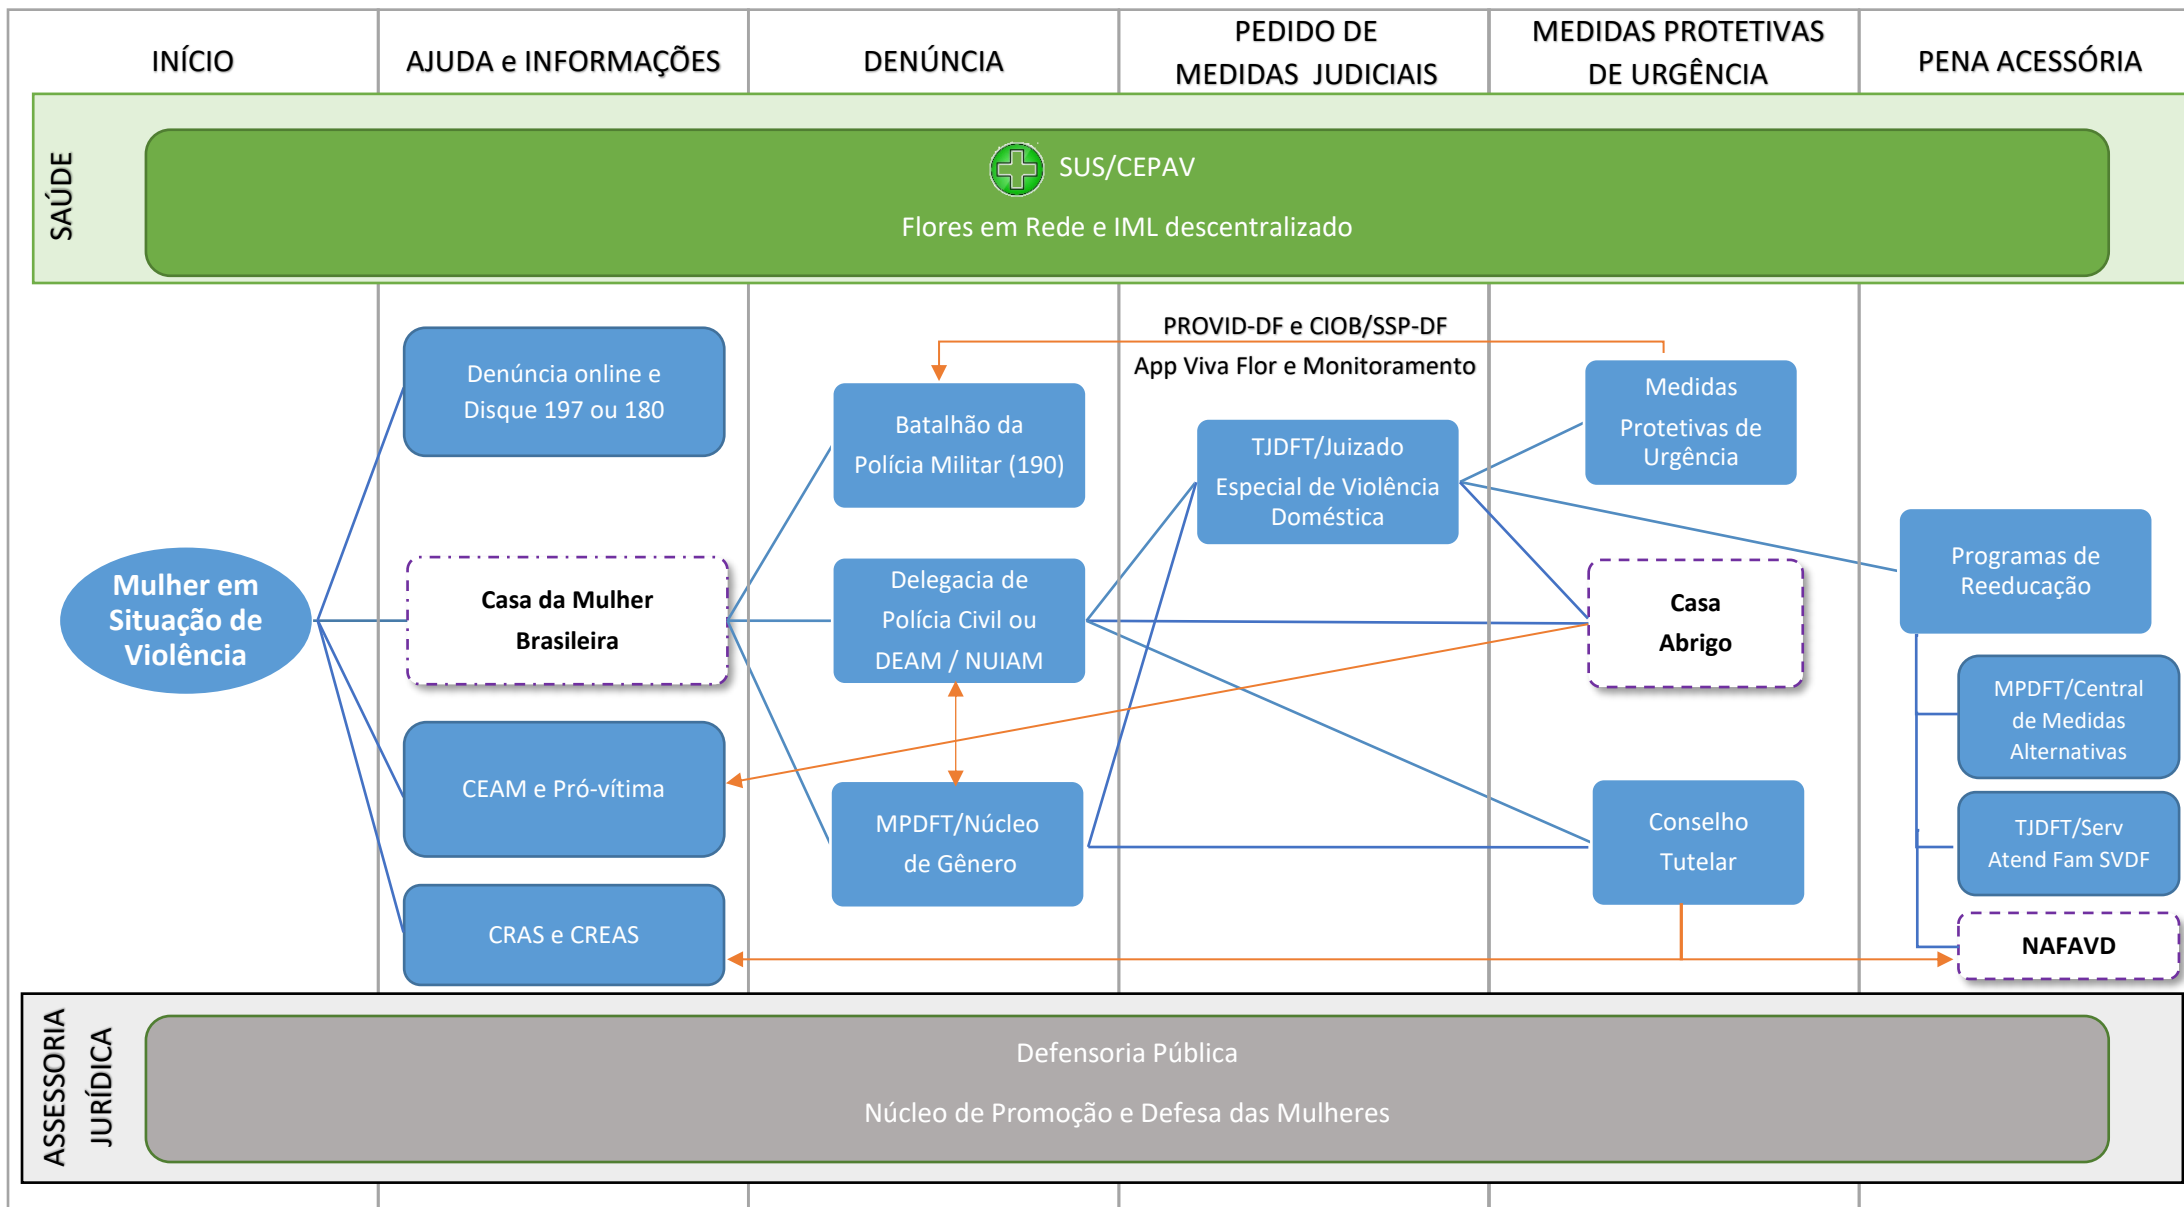 INÍCIO
AJUDA e INFORMAÇÕES
DENÚNCIA
PEDIDO DE
MEDIDAS  JUDICIAIS
MEDIDAS PROTETIVAS
DE URGÊNCIA
PENA ACESSÓRIA
SAÚDE
SUS/CEPAV
Flores em Rede e IML descentralizado
Mulher em
Situação de
Violência
Denúncia online e
Disque 197 ou 180
Casa da Mulher
Brasileira
CEAM e Pró-vítima
CRAS e CREAS
Batalhão da
Polícia Militar (190)
Delegacia de
Polícia Civil ou
DEAM / NUIAM
MPDFT/Núcleo
de Gênero
PROVID-DF e CIOB/SSP-DF
App Viva Flor e Monitoramento
TJDFT/Juizado
Especial de Violência
Doméstica
Medidas
Protetivas de
Urgência
Casa
Abrigo
Conselho
Tutelar
Programas de
Reeducação
MPDFT/Central
de Medidas
Alternativas
TJDFT/Serv
Atend Fam SVDF
NAFAVD
ASSESSORIA
JURÍDICA
Defensoria Pública
Núcleo de Promoção e Defesa das Mulheres